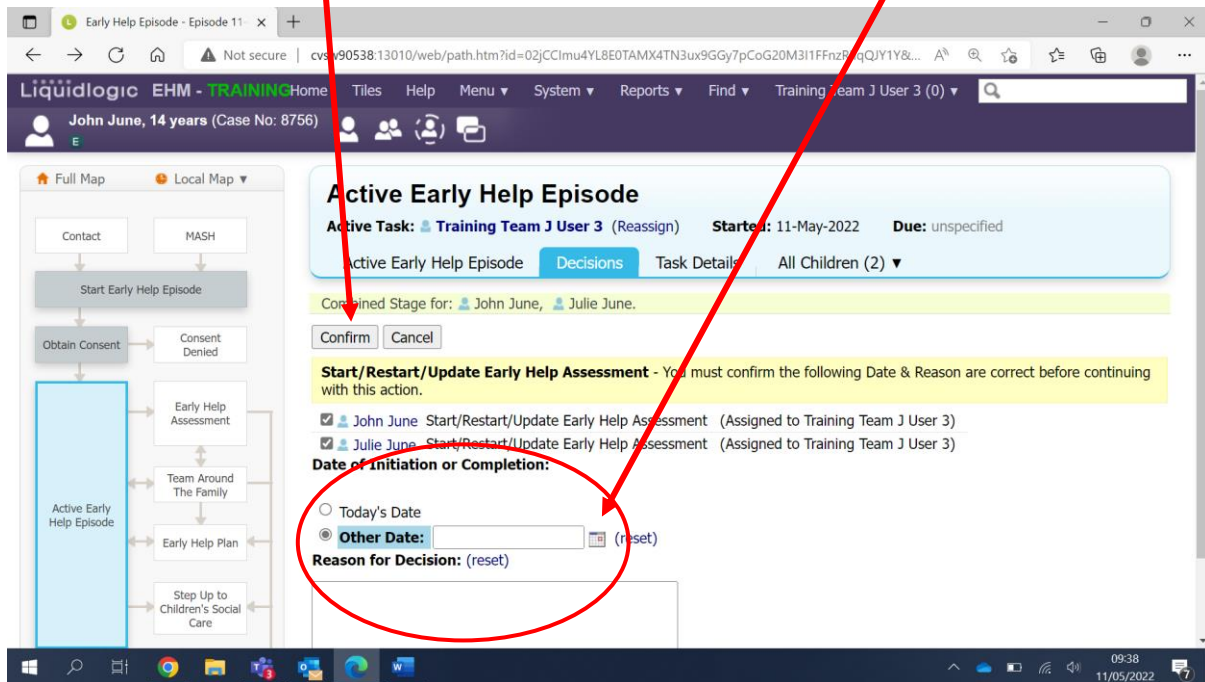 Early Help Episode - Episode 11-
Not secure | cvsw90538:13010/web/path.htm?id=02jCClmu4YL8E0TAMX4TN3ux9GGy7pCoG20M3I1FFnzR
Liquidlogic EHM - TRAINING Home Tiles Help Menu ▼ System ▼ Reports ▼ Find ▼ Training Team J User 3 (0) ▼
John June, 14 years (Case No: 8756)
E
Full Map Local Map ▼
Contact MASH
Start Early Help Episode
Obtain Consent
Consent
Denied
Early Help
Assessment
Team Around
The Family
Active Early
Help Episode
Early Help Plan
Step Up to
Children's Social
Care
Active Early Help Episode
Active Task: Training Team J User 3 (Reassign) Started: 11-May-2022 Due: unspecified
Active Early Help Episode Decisions Task Details All Children (2) ▼
Combined Stage for: John June, Julie June.
Confirm Cancel
Start/Restart/Update Early Help Assessment - You must confirm the following Date & Reason are correct before continuing
with this action.
John June Start/Restart/Update Early Help Assessment (Assigned to Training Team J User 3)
Julie June Start/Restart/Update Early Help Assessment (Assigned to Training Team J User 3)
Date of Initiation or Completion:
Today's Date
Other Date: (reset)
Reason for Decision: (reset)
09:38
11/05/2022